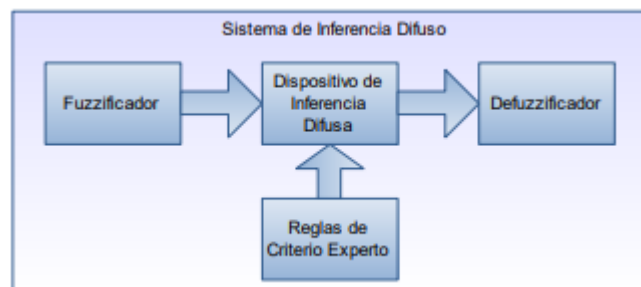 Sistema de Inferencia Difuso
Fuzzificador
Dispositivo de
Inferencia
Difusa
Defuzzificador
Reglas de
Criterio Experto